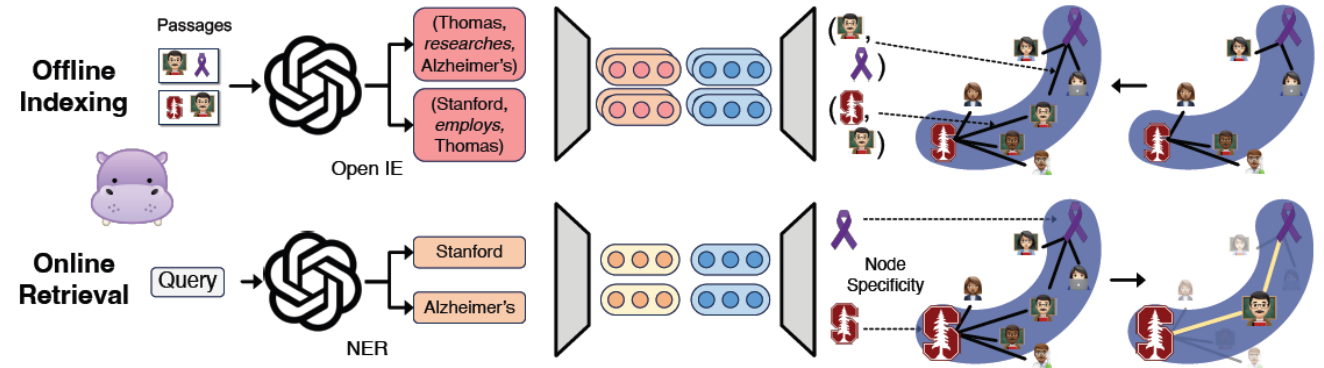 Offline
Indexing
Passages
Open IE
(Thomas,
researches,
Alzheimer's)
(Stanford,
employs,
Thomas)
(
,
)
(
,
)
Online
Retrieval
Query
NER
Stanford
Alzheimer's
Node
Specificity